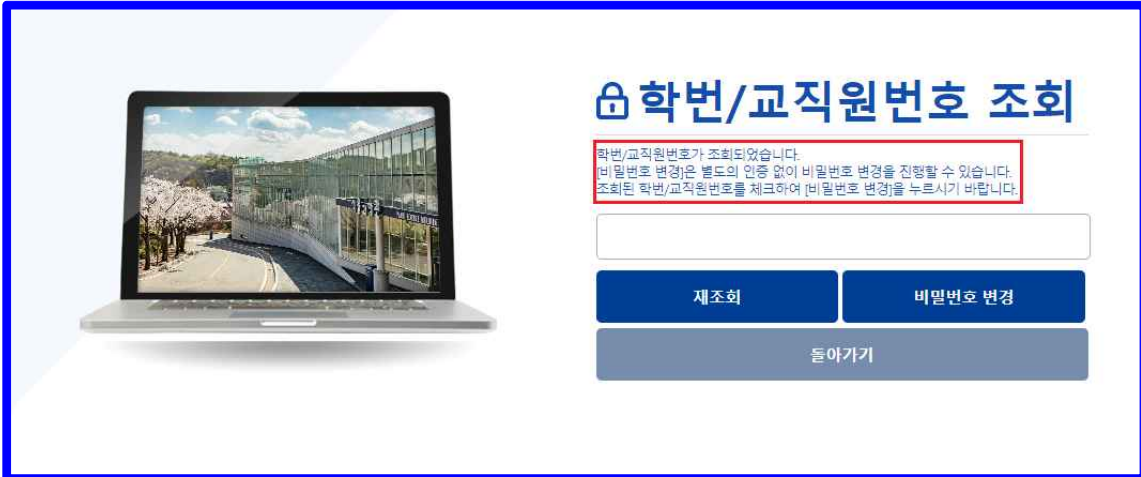 학번/교직원번호 조회
학번/교직원번호가 조회되었습니다.
[비밀번호 변경]은 별도의 인증 없이 비밀번호 변경을 진행할 수 있습니다.
조회된 학번/교직원번호를 체크하여 [비밀번호 변경]을 누르시기 바랍니다.
재조회
비밀번호 변경
돌아가기